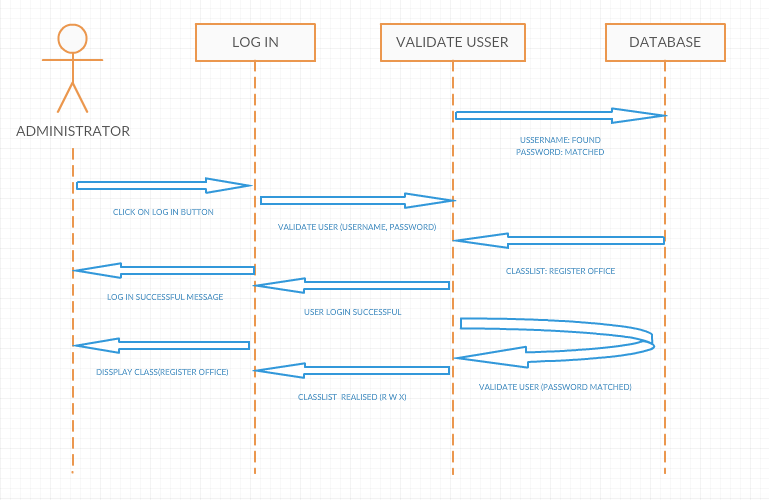 LOG IN
VALIDATE USSER
DATABASE
ADMINISTRATOR
USSERNAME: FOUND
PASSWORD: MATCHED
CLICK ON LOG IN BUTTON
VALIDATE USER (USERNAME, PASSWORD)
CLASSLIST: REGISTER OFFICE
LOG IN SUCCESSFUL MESSAGE
USER LOGIN SUCCESSFUL
DISSPLAY CLASS(REGISTER OFFICE)
VALIDATE USER (PASSWORD MATCHED)
CLASSLIST REALISED (R W X)